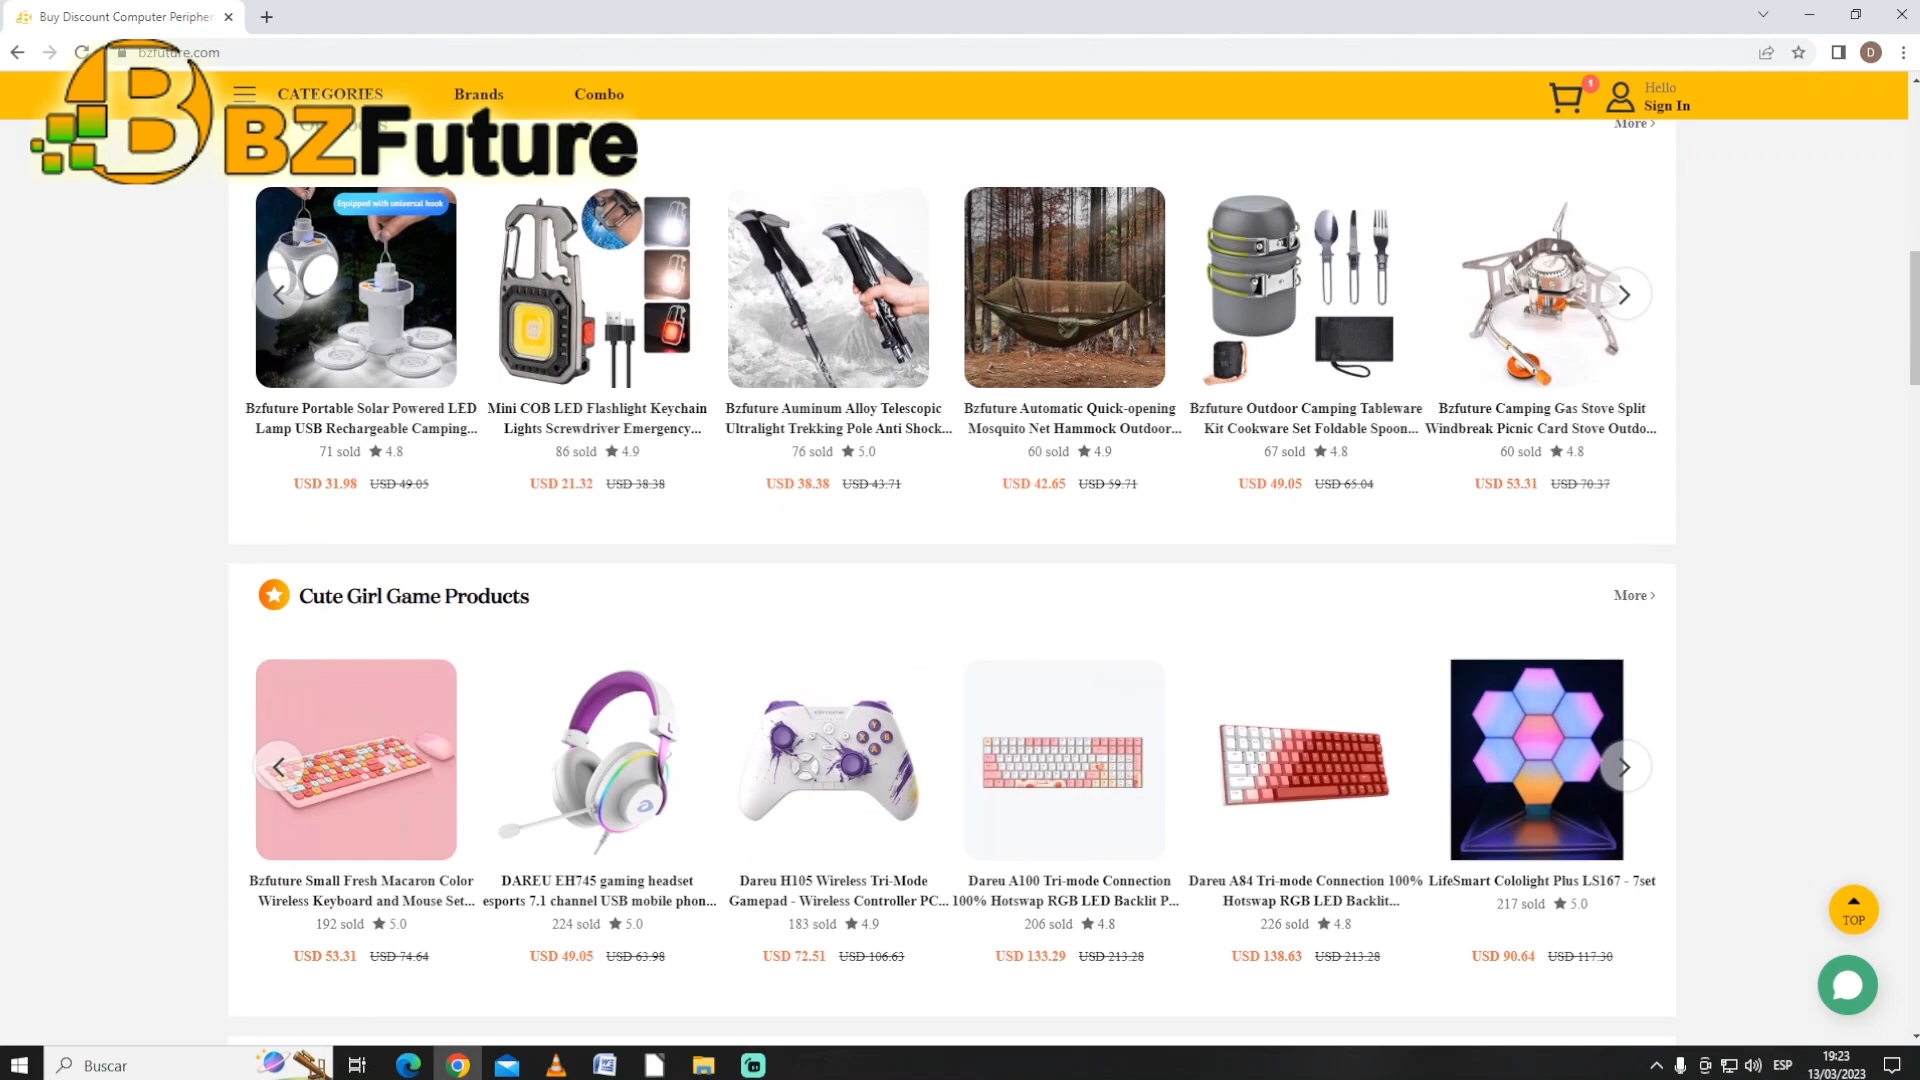 Buy Discount Computer Peripher
bzfuture.com
CATEGORIES
Brands
Combo
1
Hello
Sign In
BZFuture
More >
Equipped with universal hook
Bzfuture Portable Solar Powered LED
Lamp USB Rechargeable Camping...
71 sold ★ 4.8
USD 31.98 USD 49.05
Mini COB LED Flashlight Keychain
Lights Screwdriver Emergency...
86 sold ★ 4.9
USD 21.32 USD 38.38
Bzfuture Auminum Alloy Telescopic
Ultralight Trekking Pole Anti Shock...
76 sold ★ 5.0
USD 38.38 USD 43.71
Bzfuture Automatic Quick-opening
Mosquito Net Hammock Outdoor...
60 sold ★ 4.9
USD 42.65 USD 59.71
Bzfuture Outdoor Camping Tableware
Kit Cookware Set Foldable Spoon...
67 sold ★ 4.8
USD 49.05 USD 65.04
Bzfuture Camping Gas Stove Split
Windbreak Picnic Card Stove Outdo...
60 sold ★ 4.8
USD 53.31 USD 70.37
Cute Girl Game Products
More >
Bzfuture Small Fresh Macaron Color
Wireless Keyboard and Mouse Set...
192 sold ★ 5.0
USD 53.31 USD 74.64
DAREU EH745 gaming headset
esports 7.1 channel USB mobile phon...
224 sold ★ 5.0
USD 49.05 USD 63.98
Dareu H105 Wireless Tri-Mode
Gamepad - Wireless Controller PC...
183 sold ★ 4.9
USD 72.51 USD 106.63
Dareu A100 Tri-mode Connection
100% Hotswap RGB LED Backlit P...
206 sold ★ 4.8
USD 133.29 USD 213.28
Dareu A84 Tri-mode Connection 100%
Hotswap RGB LED Backlit...
226 sold ★ 4.8
USD 138.63 USD 213.28
LifeSmart Cololight Plus LS167 - 7set
217 sold ★ 5.0
USD 90.64 USD 117.30
TOP
D
Buscar
ESP
19:23
13/03/2023